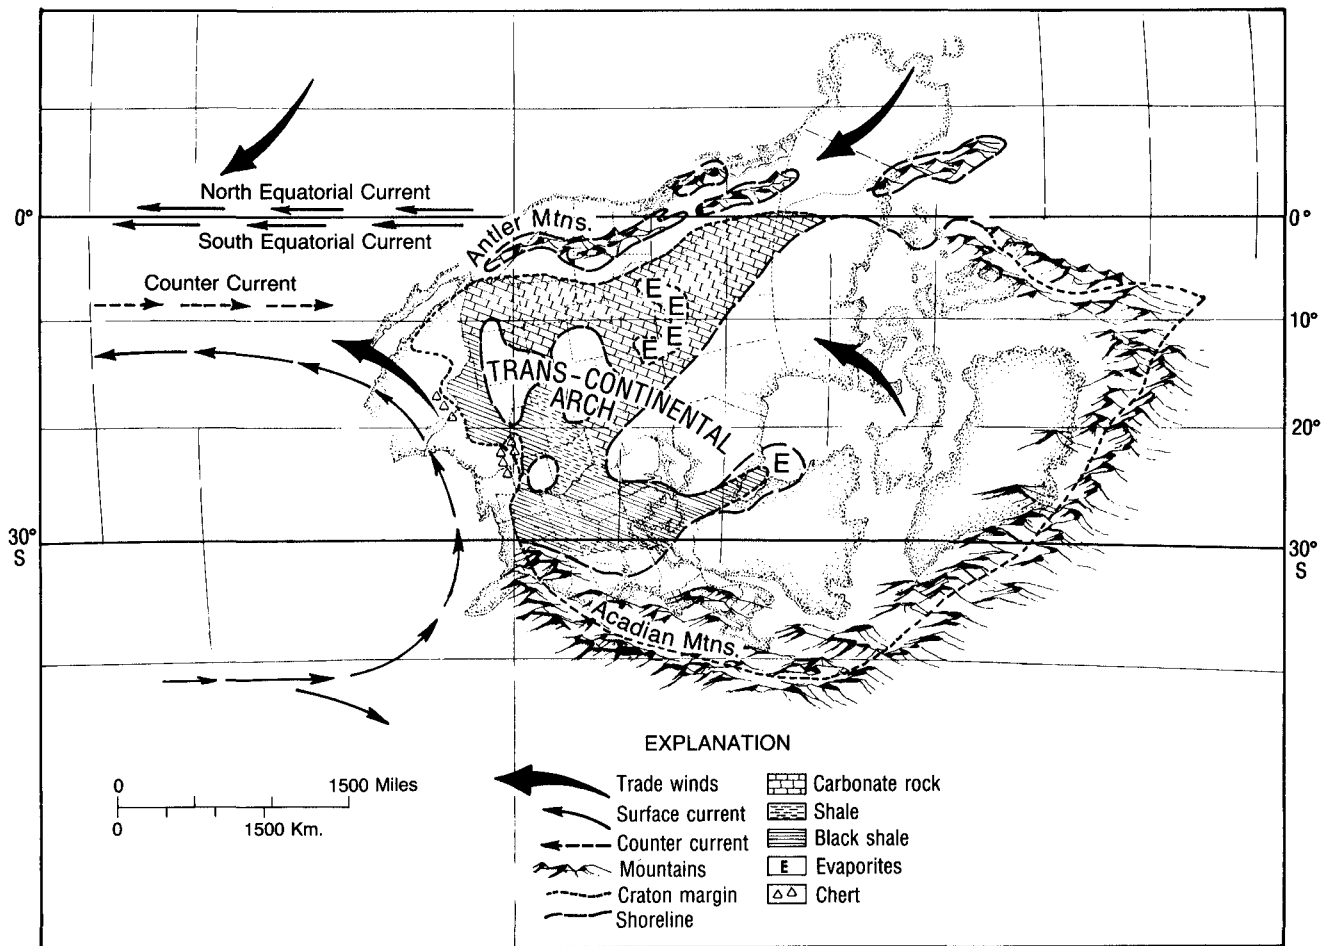 North Equatorial Current
0°
0°
South Equatorial Current
Antler Mtns.
Counter Current
E
E
E
E
10°
TRANS-CONTINENTAL
ARCH
20°
E
30°
S
30°
S
Acadian Mtns.
EXPLANATION
0 1500 Miles
0 1500 Km.
Trade winds
Surface current
Counter current
Mountains
Craton margin
Shoreline
Carbonate rock
Shale
Black shale
E Evaporites
Chert